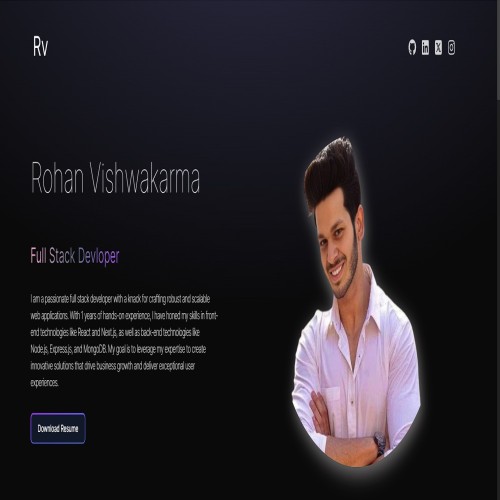 Rv
Rohan Vishwakarma
Full Stack Devloper
I am a passionate full stack developer with a knack for crafting robust and scalable
web applications. With 1 years of hands-on experience, I have honed my skills in front-
end technologies like React and Next.js, as well as back-end technologies like
Node.js, Express.js, and MongoDB. My goal is to leverage my expertise to create
innovative solutions that drive business growth and deliver exceptional user
experiences.
Download Resume